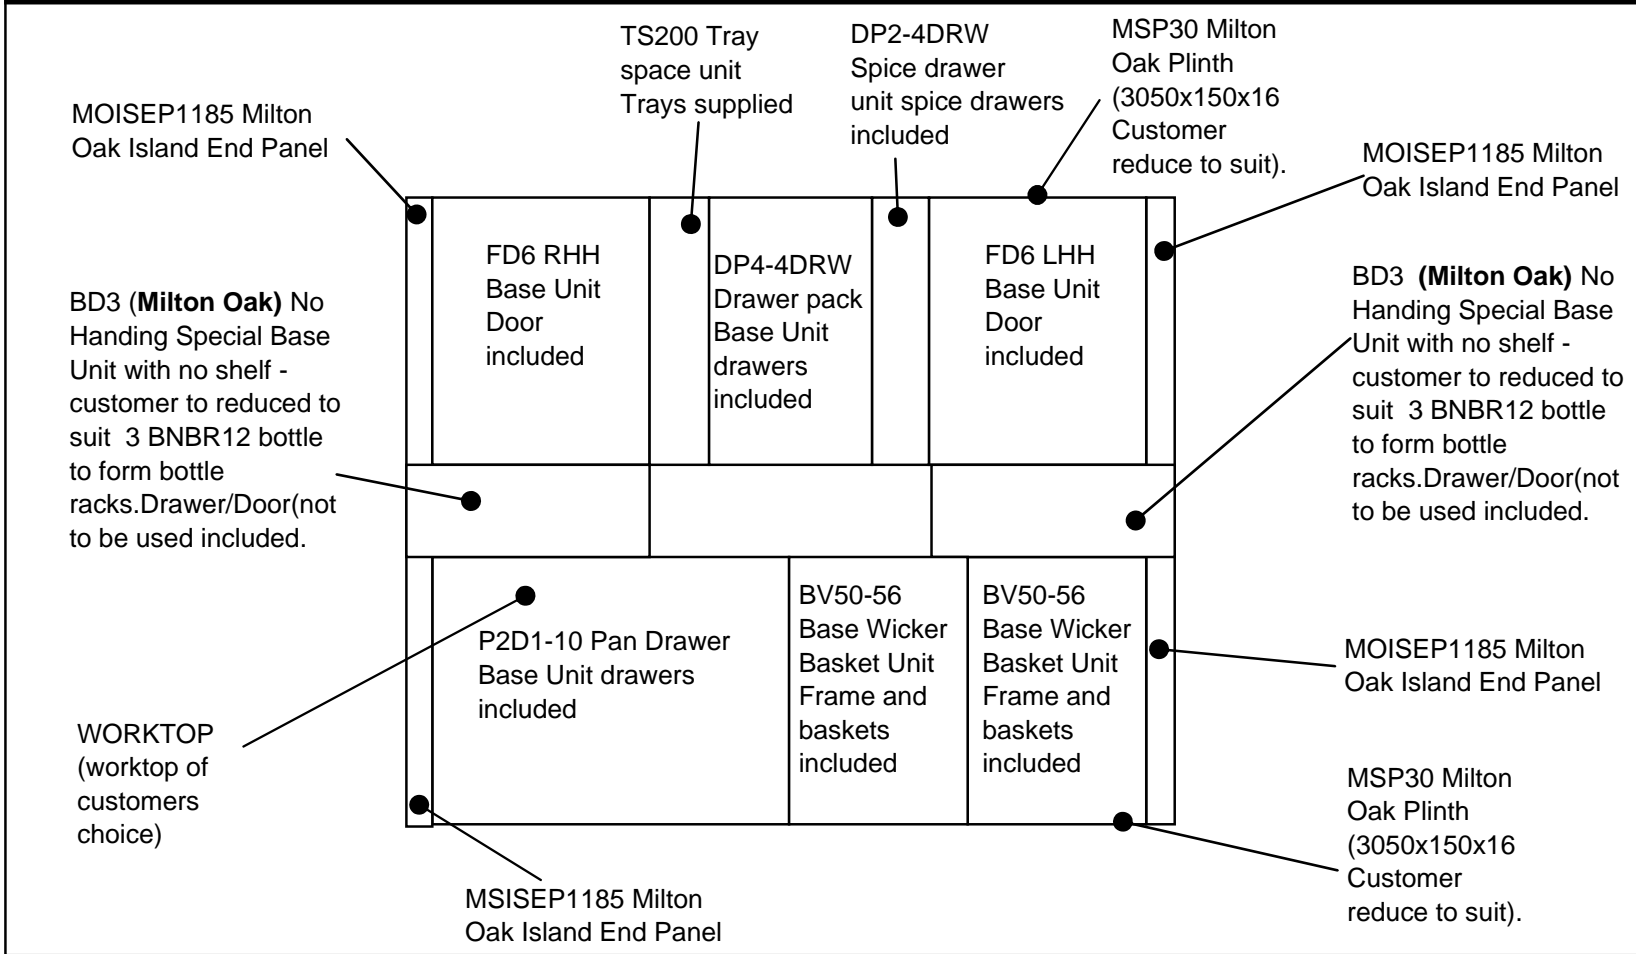 TS200 Tray
space unit
Trays supplied
DP2-4DRW
Spice drawer
unit spice drawers
included
MSP30 Milton
Oak Plinth
(3050x150x16
Customer
reduce to suit).
MOISEP1185 Milton
Oak Island End Panel
MOISEP1185 Milton
Oak Island End Panel
FD6 RHH
Base Unit
Door
included
DP4-4DRW
Drawer pack
Base Unit
drawers
included
FD6 LHH
Base Unit
Door
included
BD3 (Milton Oak) No
Handing Special Base
Unit with no shelf -
customer to reduced to
suit  3 BNBR12 bottle
to form bottle
racks.Drawer/Door(not
to be used included.
BD3  (Milton Oak) No
Handing Special Base
Unit with no shelf -
customer to reduced to
suit  3 BNBR12 bottle
to form bottle
racks.Drawer/Door(not
to be used included.
P2D1-10 Pan Drawer
Base Unit drawers
included
BV50-56
Base Wicker
Basket Unit
Frame and
baskets
included
BV50-56
Base Wicker
Basket Unit
Frame and
baskets
included
MOISEP1185 Milton
Oak Island End Panel
WORKTOP
(worktop of
customers
choice)
MSP30 Milton
Oak Plinth
(3050x150x16
Customer
reduce to suit).
MSISEP1185 Milton
Oak Island End Panel